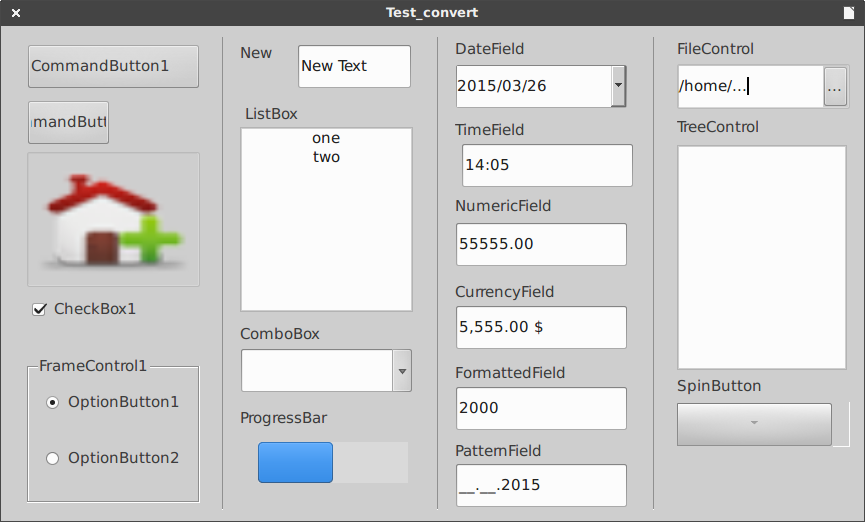 Test_convert
CommandButton1
mandButt
CheckBox1
FrameControl1
OptionButton1
OptionButton2
New
New Text
ListBox
one
two
ComboBox
ProgressBar
DateField
2015/03/26
TimeField
14:05
NumericField
55555.00
CurrencyField
5,555.00 $
FormattedField
2000
PatternField
__.__.2015
FileControl
/home/...
...
TreeControl
SpinButton